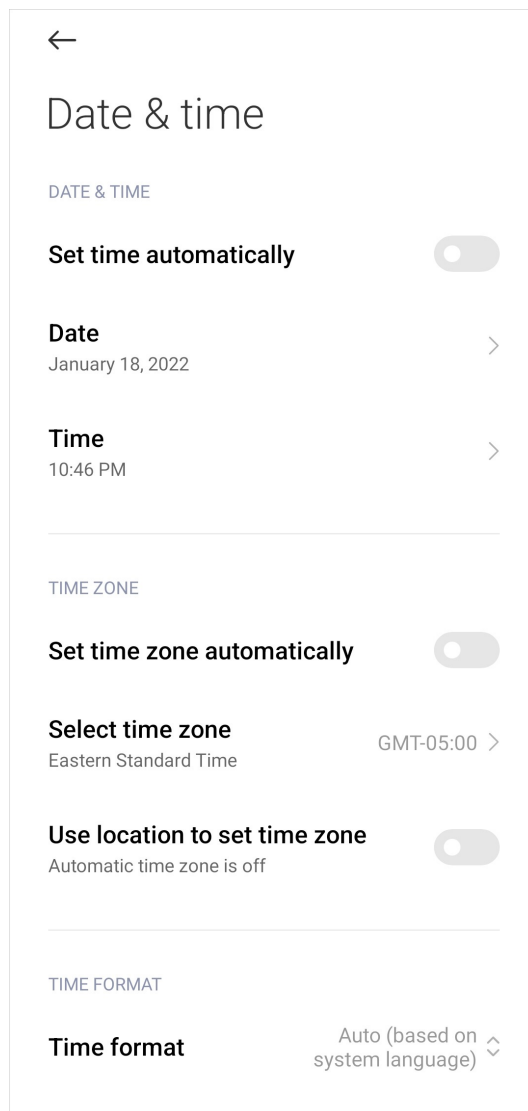 Date & time
DATE & TIME
Set time automatically
Date
January 18, 2022
Time
10:46 PM
TIME ZONE
Set time zone automatically
Select time zone
Eastern Standard Time
GMT-05:00
Use location to set time zone
Automatic time zone is off
TIME FORMAT
Time format
Auto (based on
system language)